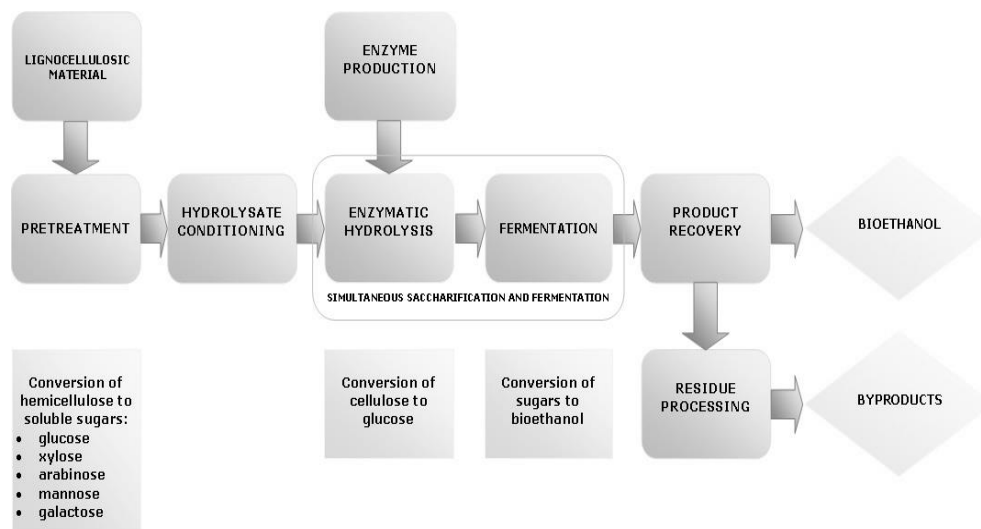 LIGNOCELLULOSIC
MATERIAL
ENZYME
PRODUCTION
PRETREATMENT
HYDROLYSATE
CONDITIONING
ENZYMATIC
HYDROLYSIS
FERMENTATION
PRODUCT
RECOVERY
BIOETHANOL
SIMULTANEOUS SACCHARIFICATION AND FERMENTATION
Conversion of
hemicellulose to
soluble sugars:
• glucose
• xylose
• arabinose
• mannose
• galactose
Conversion of
cellulose to
glucose
Conversion of
sugars to
bioethanol
RESIDUE
PROCESSING
BYPRODUCTS